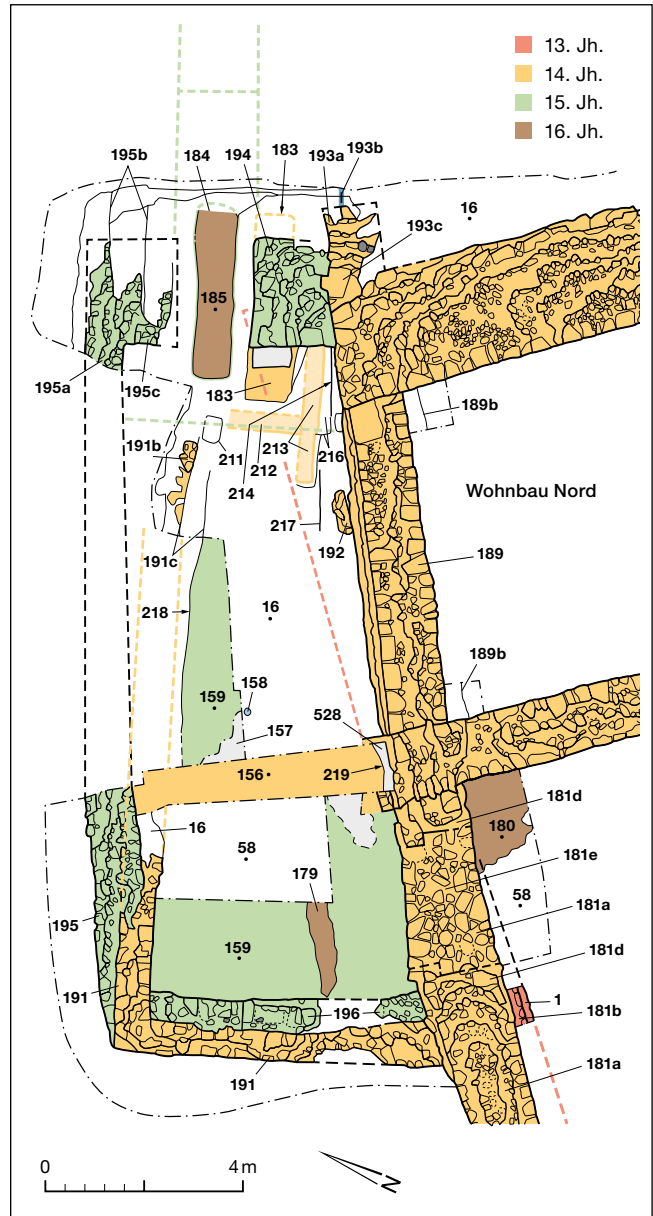 13. Jh.
14. Jh.
15. Jh.
16. Jh.
195b
184
194
183
193a
193b
16
193c
185
195a
195c
183
189b
191b
211
212
213
216
214
217
192
Wohnbau Nord
191c
189
218
16
189b
159
158
157
528
156
219
16
58
181d
180
181e
179
58
181a
195
159
181d
191
1
196
181b
191
181a
0
4 m
N